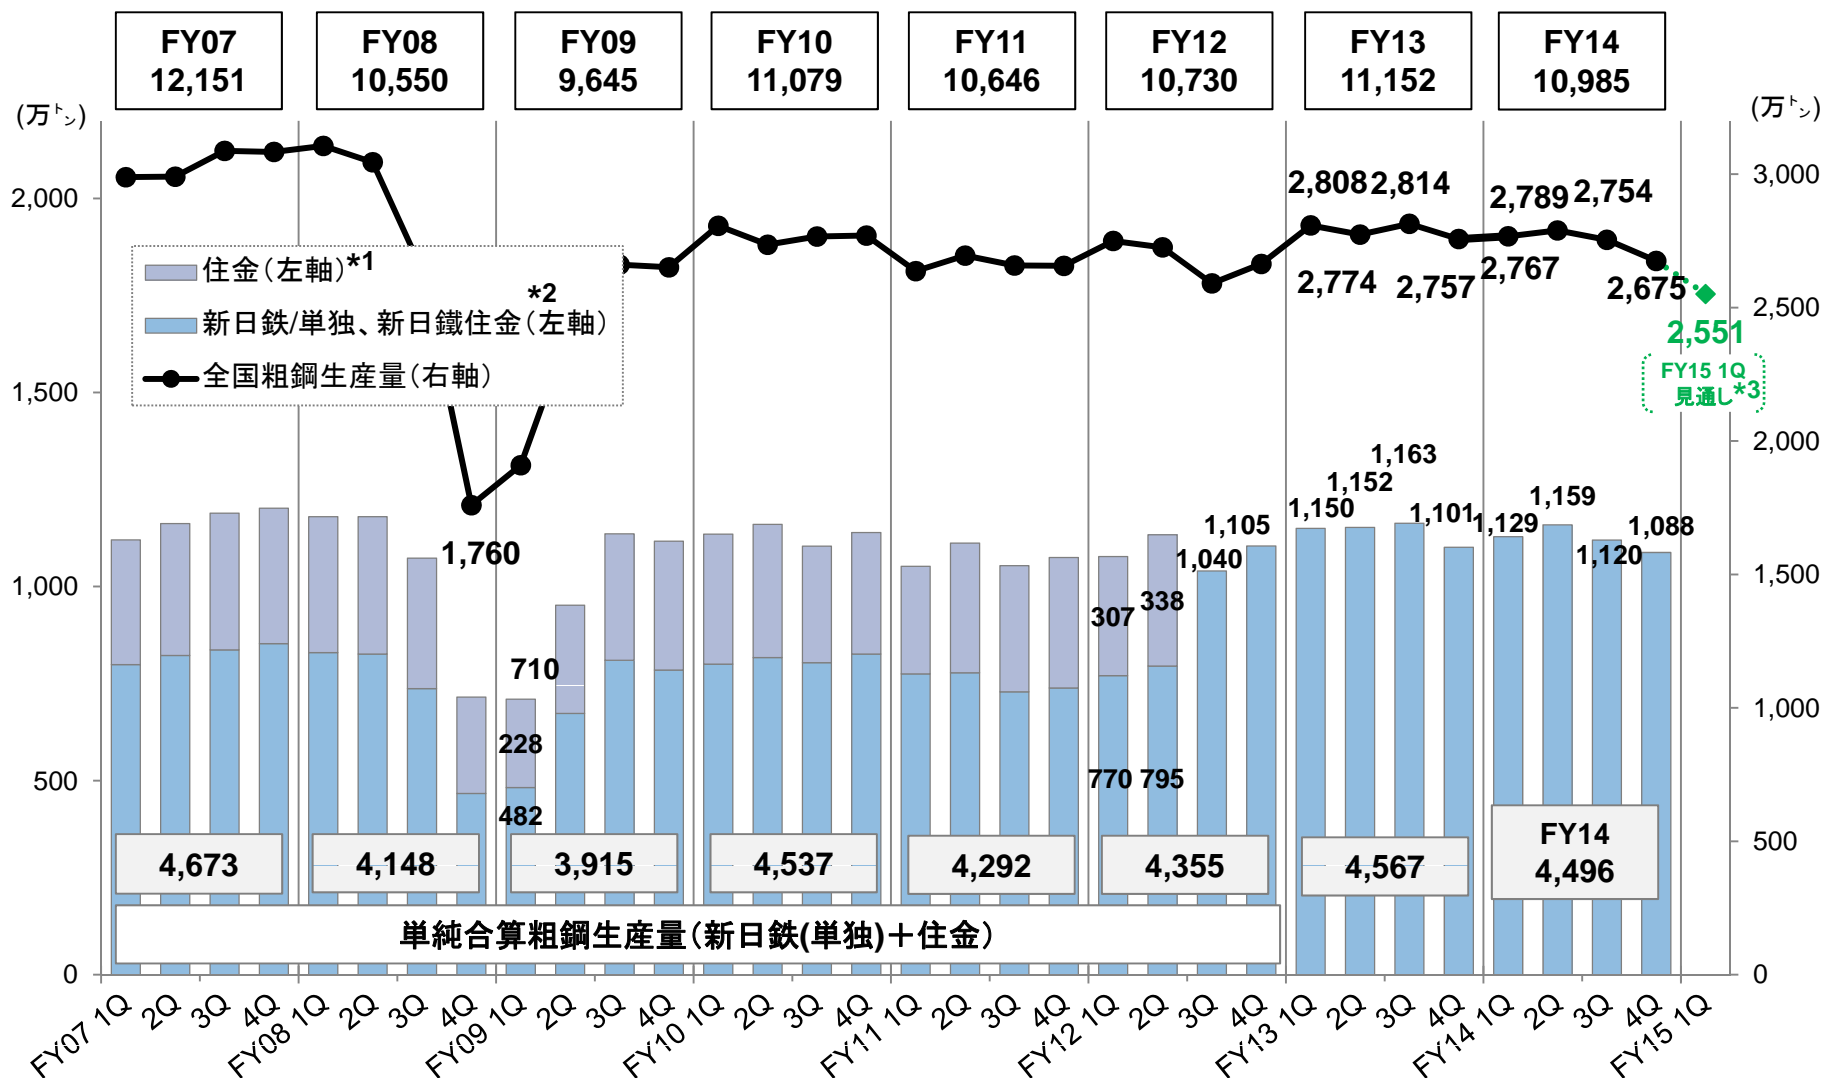 FY07
12,151
FY08
10,550
FY09
9,645
FY10
11,079
FY11
10,646
FY12
10,730
FY13
11,152
FY14
10,985
(万トン)
(万トン)
2,000
1,500
1,000
500
0
3,000
2,500
2,000
1,500
1,000
500
0
住金(左軸)*1
*2
新日鉄/単独、新日鐵住金(左軸)
全国粗鋼生産量(右軸)
2,808
2,814
2,789
2,754
2,774
2,757
2,767
2,675
2,551
FY15 1Q
見通し*3
1,760
710
228
482
307
338
770
795
1,040
1,105
1,150
1,152
1,163
1,101
1,129
1,159
1,120
1,088
4,673
4,148
3,915
4,537
4,292
4,355
4,567
FY14
4,496
単純合算粗鋼生産量(新日鉄(単独)+住金)
FY07 1Q
2Q
3Q
4Q
FY08 1Q
2Q
3Q
4Q
FY09 1Q
2Q
3Q
4Q
FY10 1Q
2Q
3Q
4Q
FY11 1Q
2Q
3Q
4Q
FY12 1Q
2Q
3Q
4Q
FY13 1Q
2Q
3Q
4Q
FY14 1Q
2Q
3Q
4Q
FY15 1Q